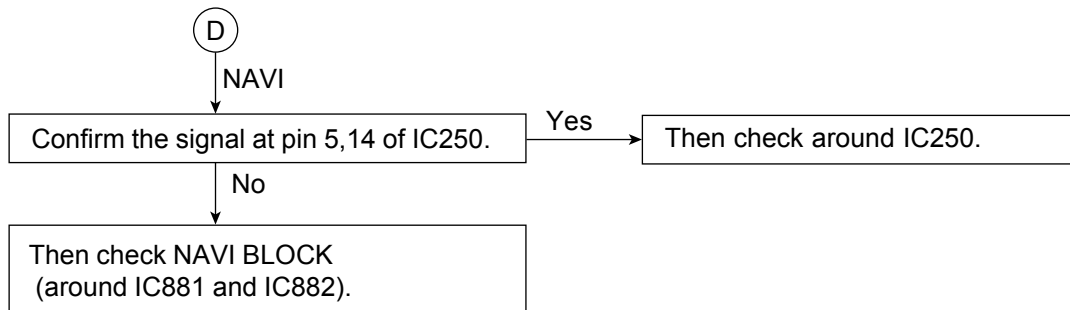 D
NAVI
Confirm the signal at pin 5,14 of IC250.
Yes
Then check around IC250.
No
Then check NAVI BLOCK
(around IC881 and IC882).